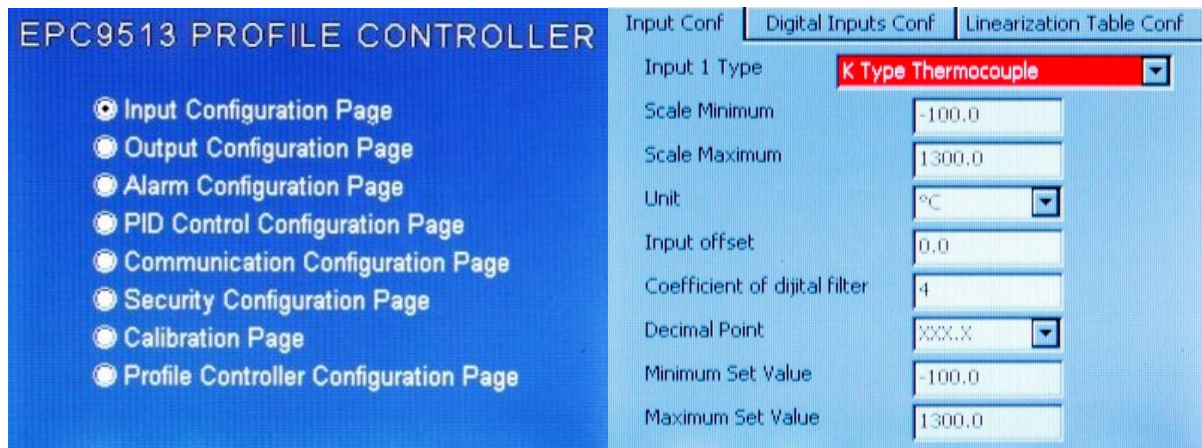 EPC9513 PROFILE CONTROLLER
Input Configuration Page
Output Configuration Page
Alarm Configuration Page
PID Control Configuration Page
Communication Configuration Page
Security Configuration Page
Calibration Page
Profile Controller Configuration Page
Input Conf Digital Inputs Conf Linearization Table Conf
Input 1 Type K Type Thermocouple
Scale Minimum -100.0
Scale Maximum 1300.0
Unit °C
Input offset 0.0
Coefficient of dijital filter 4
Decimal Point XXX.X
Minimum Set Value -100.0
Maximum Set Value 1300.0